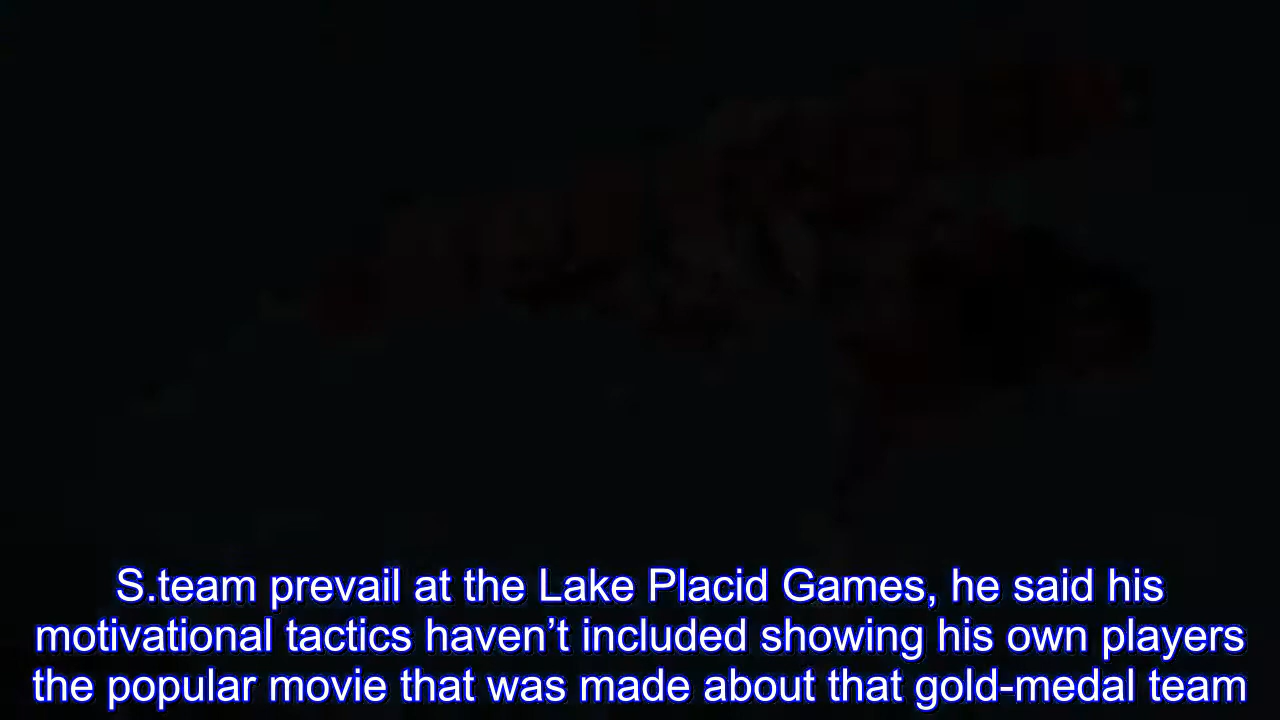 S.team prevail at the Lake Placid Games, he said his
motivational tactics haven’t included showing his own players
the popular movie that was made about that gold-medal team